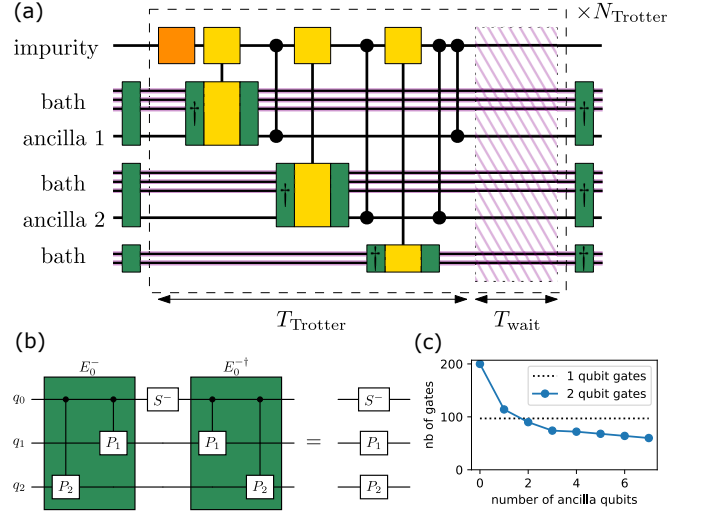 (a)
× N_Trotter
impurity
bath
†
†
ancilla 1
bath
†
†
ancilla 2
bath
†
†
T_Trotter
T_wait
(b)
(c)
E_0^-
E_0^{-†}
q_0
S^-
S^-
q_1
P_1
P_1
=
P_1
q_2
P_2
P_2
P_2
nb of gates
200
100
0
1 qubit gates
2 qubit gates
0 2 4 6
number of ancilla qubits